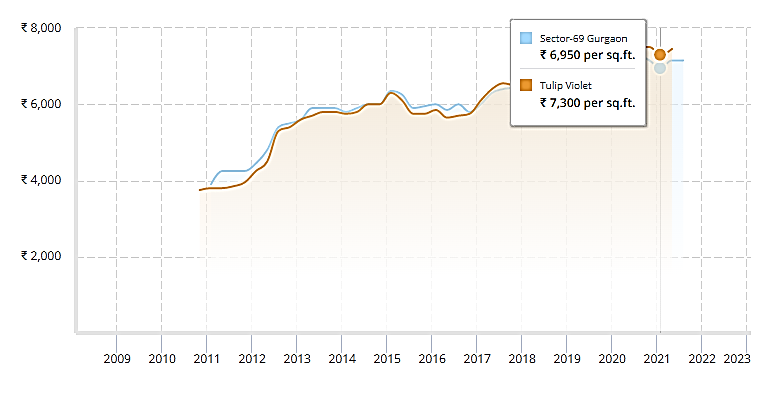 ₹ 8,000
Sector-69 Gurgaon
₹ 6,950 per sq.ft.
Tulip Violet
₹ 7,300 per sq.ft.
₹ 6,000
₹ 4,000
₹ 2,000
2009 2010 2011 2012 2013 2014 2015 2016 2017 2018 2019 2020 2021 2022 2023